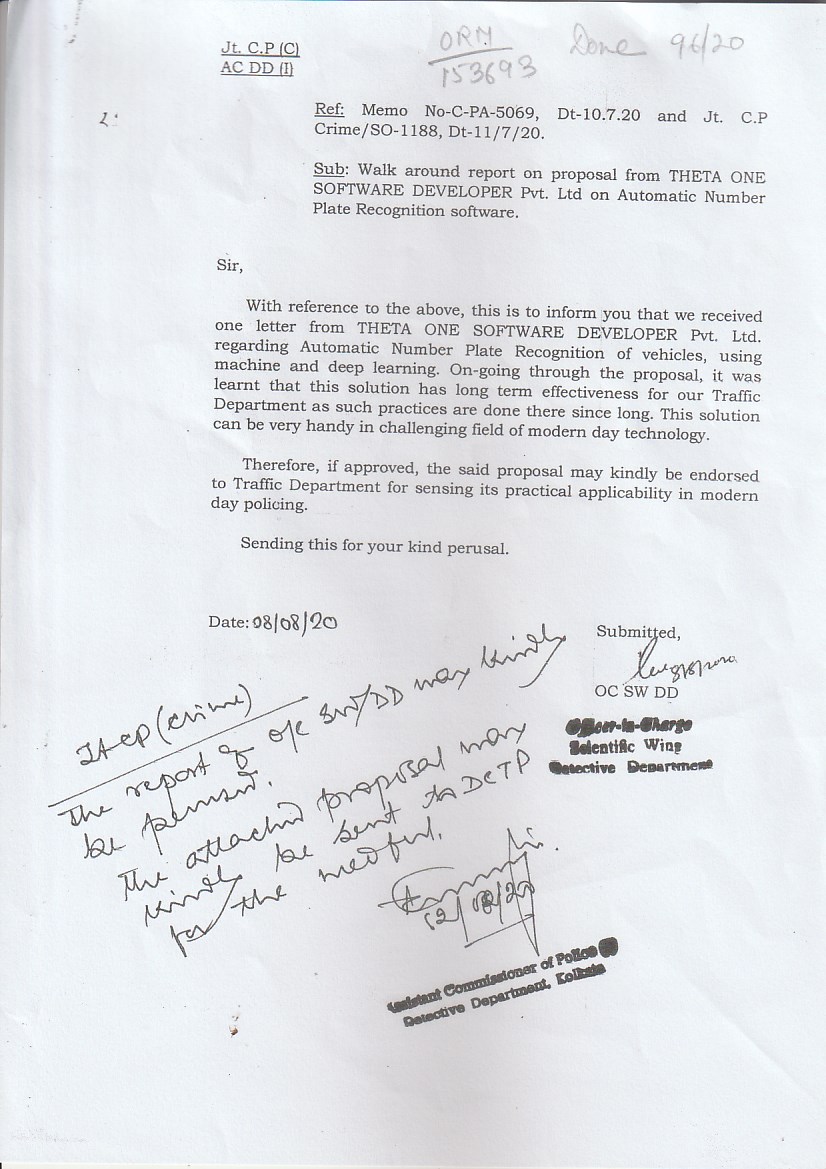 Jt. C.P (C)
AC DD (I)
ORN
153693
Done 96/20
2.
Ref: Memo No-C-PA-5069, Dt-10.7.20 and Jt. C.P
Crime/SO-1188, Dt-11/7/20.
Sub: Walk around report on proposal from THETA ONE
SOFTWARE DEVELOPER Pvt. Ltd on Automatic Number
Plate Recognition software.
Sir,
With reference to the above, this is to inform you that we received
one letter from THETA ONE SOFTWARE DEVELOPER Pvt. Ltd.
regarding Automatic Number Plate Recognition of vehicles, using
machine and deep learning. On-going through the proposal, it was
learnt that this solution has long term effectiveness for our Traffic
Department as such practices are done there since long. This solution
can be very handy in challenging field of modern day technology.
Therefore, if approved, the said proposal may kindly be endorsed
to Traffic Department for sensing its practical applicability in modern
day policing.
Sending this for your kind perusal.
Date: 08/08/20
Submitted,
OC SW DD
Officer-in-Charge
Scientific Wing
Detective Department
Jt CP (Crime)
The report of O/C SW/DD may kindly
be perused.
The attached proposal may
kindly be sent to DCTP
for the needful.
12/08/20
Assistant Commissioner of Police
Detective Department, Kolkata